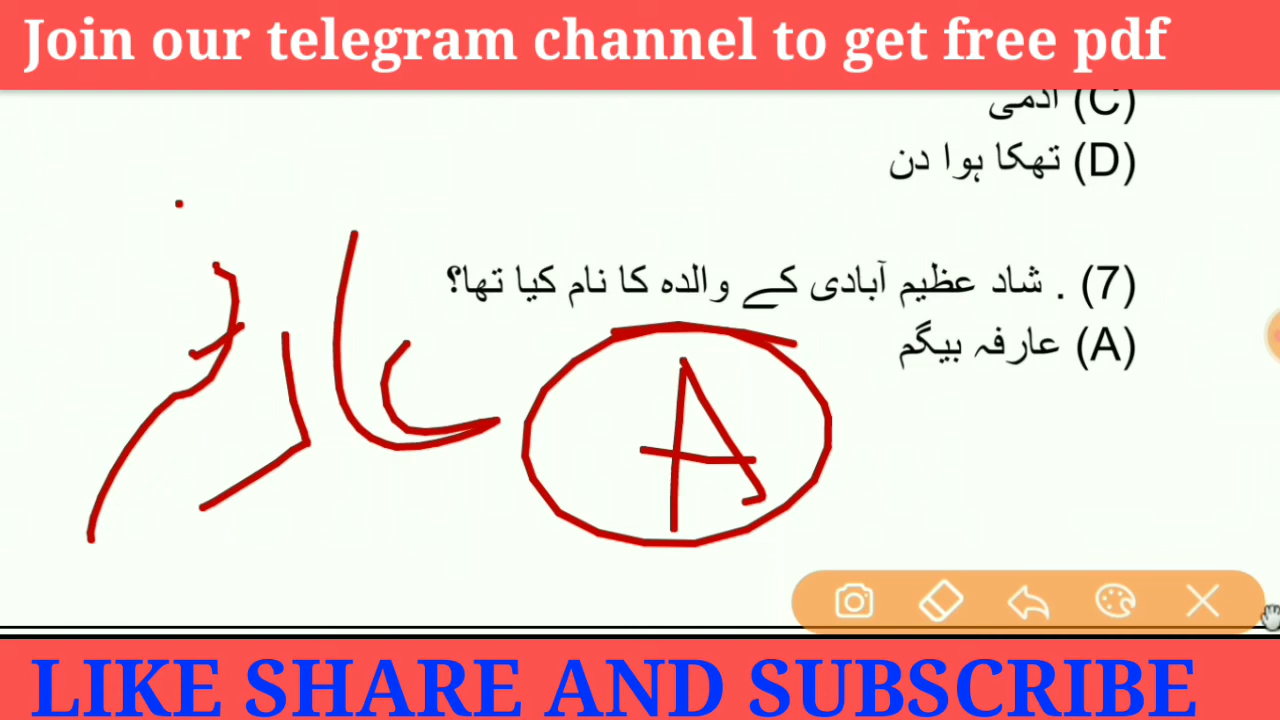 Join our telegram channel to get free pdf
(C) آدمی
(D) تھکا ہوا دن
(7) . شاد عظیم آبادی کے والدہ کا نام کیا تھا؟
(A) عارفہ بیگم
A
LIKE SHARE AND SUBSCRIBE